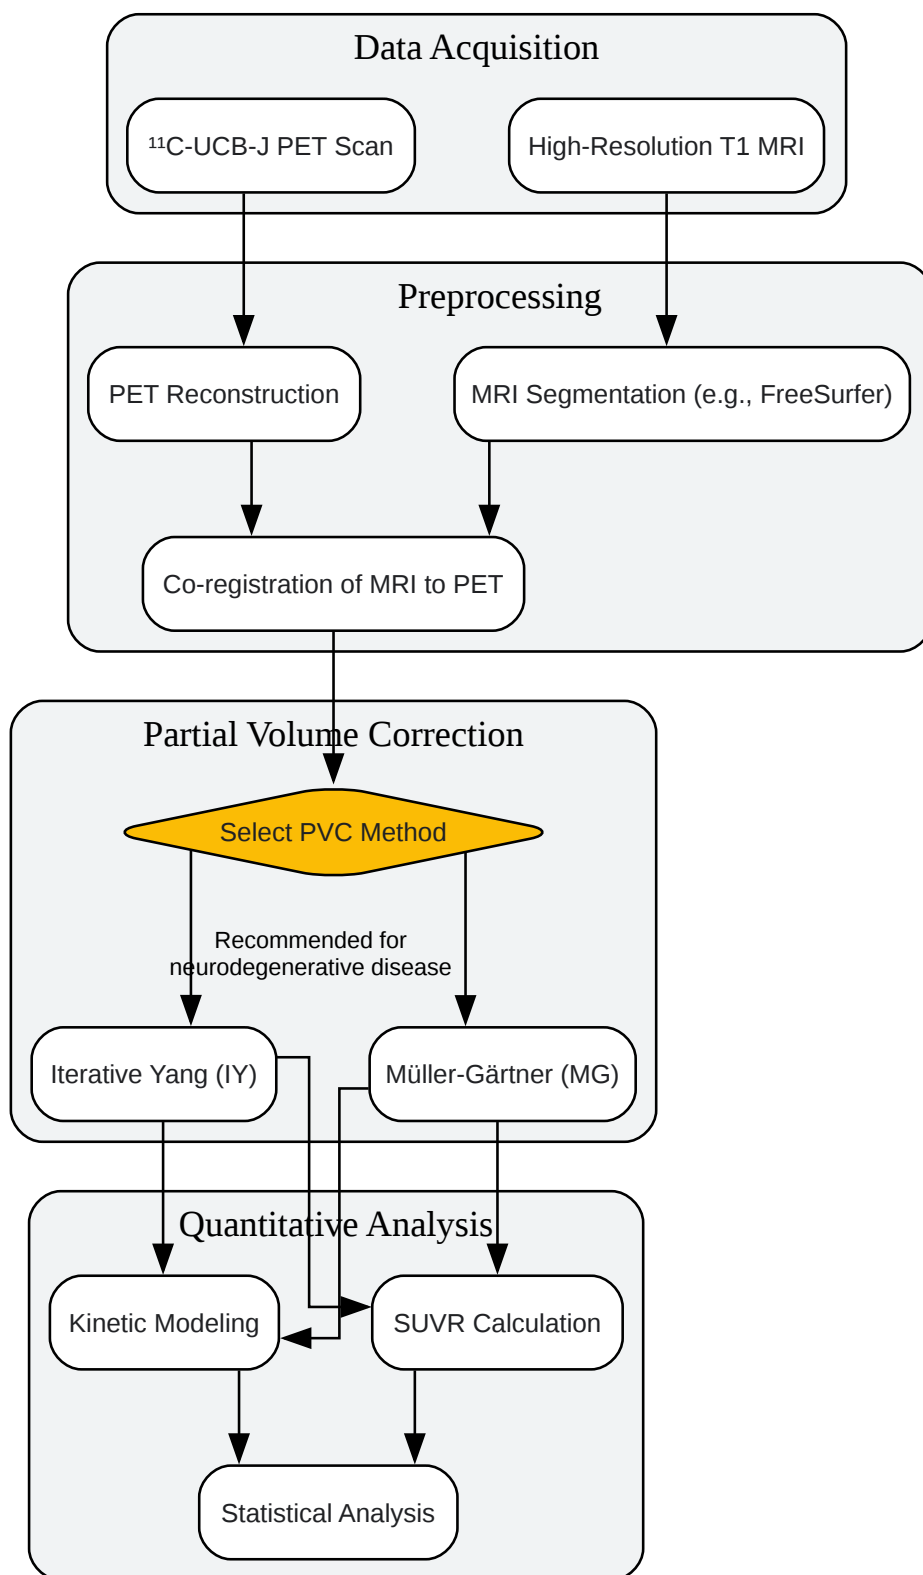 Data Acquisition
¹¹C-UCB-J PET Scan
High-Resolution T1 MRI
Preprocessing
PET Reconstruction
MRI Segmentation (e.g., FreeSurfer)
Co-registration of MRI to PET
Partial Volume Correction
Select PVC Method
Recommended for
neurodegenerative disease
Iterative Yang (IY)
Müller-Gärtner (MG)
Quantitative Analysis
Kinetic Modeling
SUVR Calculation
Statistical Analysis